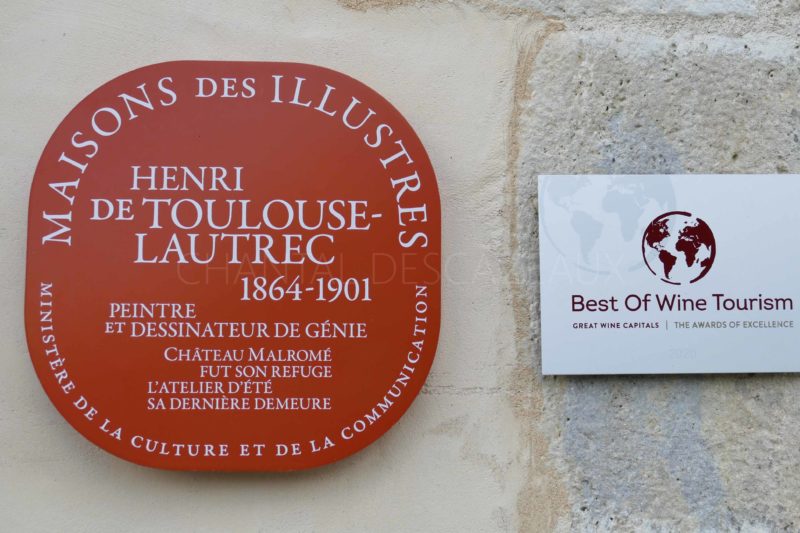 MAISONS DES ILLUSTRES
HENRI
DE TOULOUSE-
LAUTREC
1864-1901
PEINTRE
ET DESSINATEUR DE GÉNIE
CHÂTEAU MALROMÉ
FUT SON REFUGE
L'ATELIER D'ÉTÉ
SA DERNIÈRE DEMEURE
MINISTÈRE DE LA CULTURE ET DE LA COMMUNICATION
Best Of Wine Tourism
GREAT WINE CAPITALS | THE AWARDS OF EXCELLENCE
2020